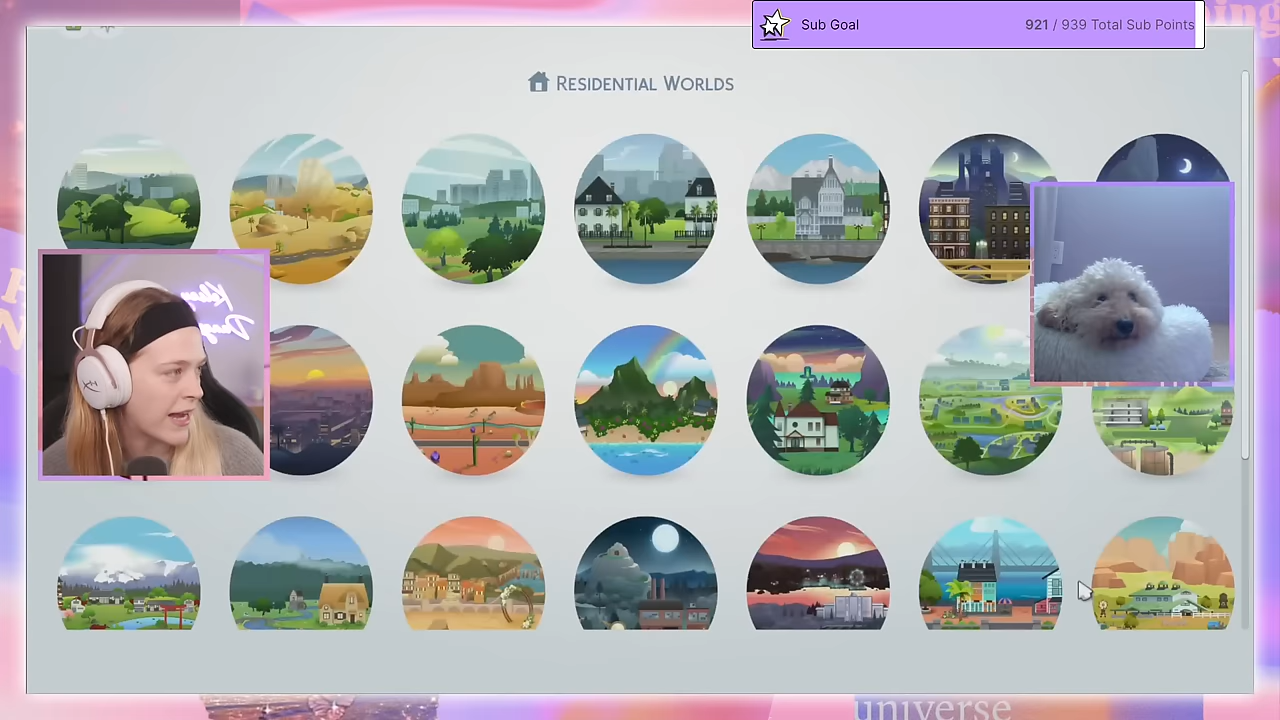 Sub Goal
921 / 939 Total Sub Points
RESIDENTIAL WORLDS
universe